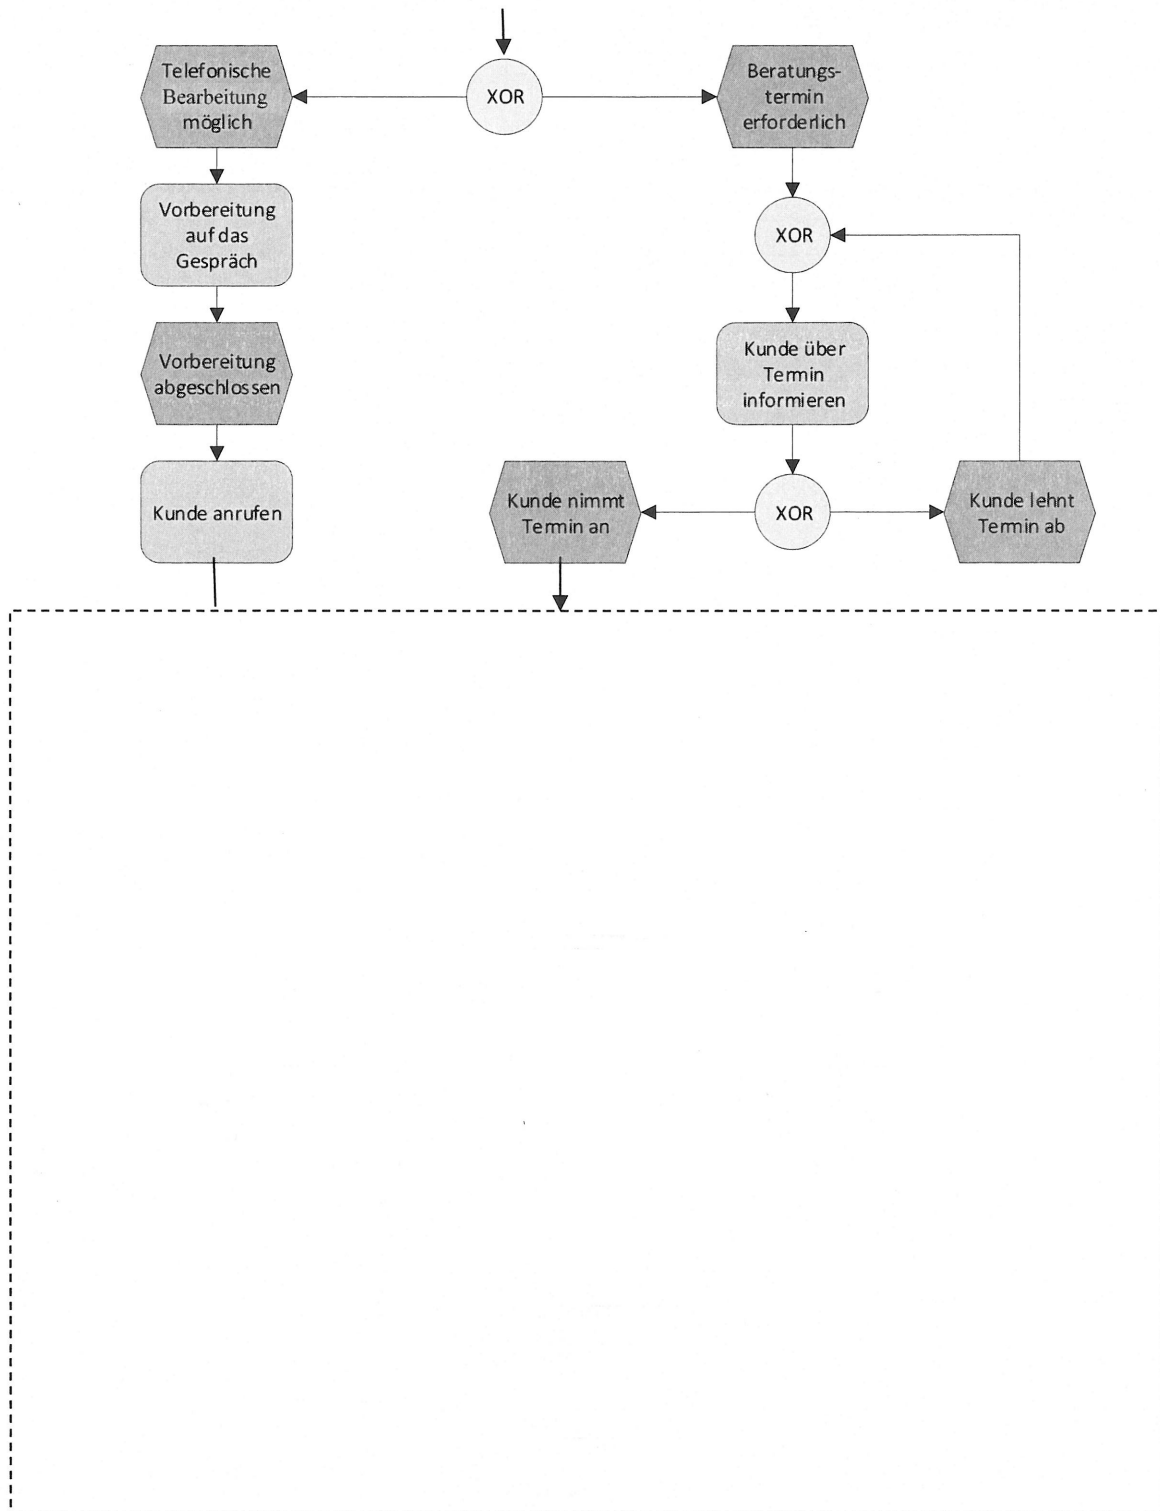 Telefonische
Bearbeitung
möglich
XOR
Beratungs-
termin
erforderlich
Vorbereitung
auf das
Gespräch
XOR
Vorbereitung
abgeschlossen
Kunde über
Termin
informieren
Kunde anrufen
Kunde nimmt
Termin an
XOR
Kunde lehnt
Termin ab